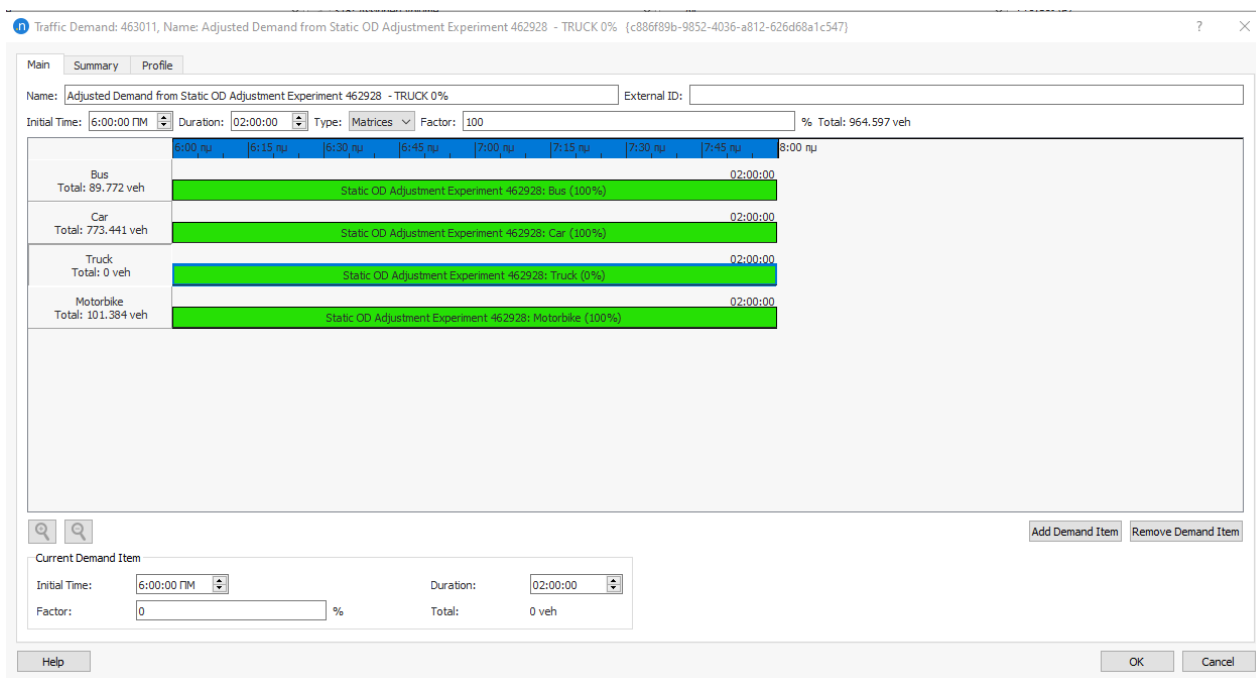 Traffic Demand: 463011, Name: Adjusted Demand from Static OD Adjustment Experiment 462928 - TRUCK 0% {c886f89b-9852-4036-a812-626d68a1c547} ?
Main Summary Profile
Name: Adjusted Demand from Static OD Adjustment Experiment 462928 - TRUCK 0% External ID:
Initial Time: 6:00:00 ΠΜ Duration: 02:00:00 Type: Matrices Factor: 100 % Total: 964.597 veh
6:00 πμ 6:15 πμ 6:30 πμ 6:45 πμ 7:00 πμ 7:15 πμ 7:30 πμ 7:45 πμ 8:00 πμ
Bus 02:00:00
Total: 89.772 veh Static OD Adjustment Experiment 462928: Bus (100%)
Car 02:00:00
Total: 773.441 veh Static OD Adjustment Experiment 462928: Car (100%)
Truck 02:00:00
Total: 0 veh Static OD Adjustment Experiment 462928: Truck (0%)
Motorbike 02:00:00
Total: 101.384 veh Static OD Adjustment Experiment 462928: Motorbike (100%)
Add Demand Item Remove Demand Item
Current Demand Item
Initial Time: 6:00:00 ΠΜ Duration: 02:00:00
Factor: 0 % Total: 0 veh
Help OK Cancel